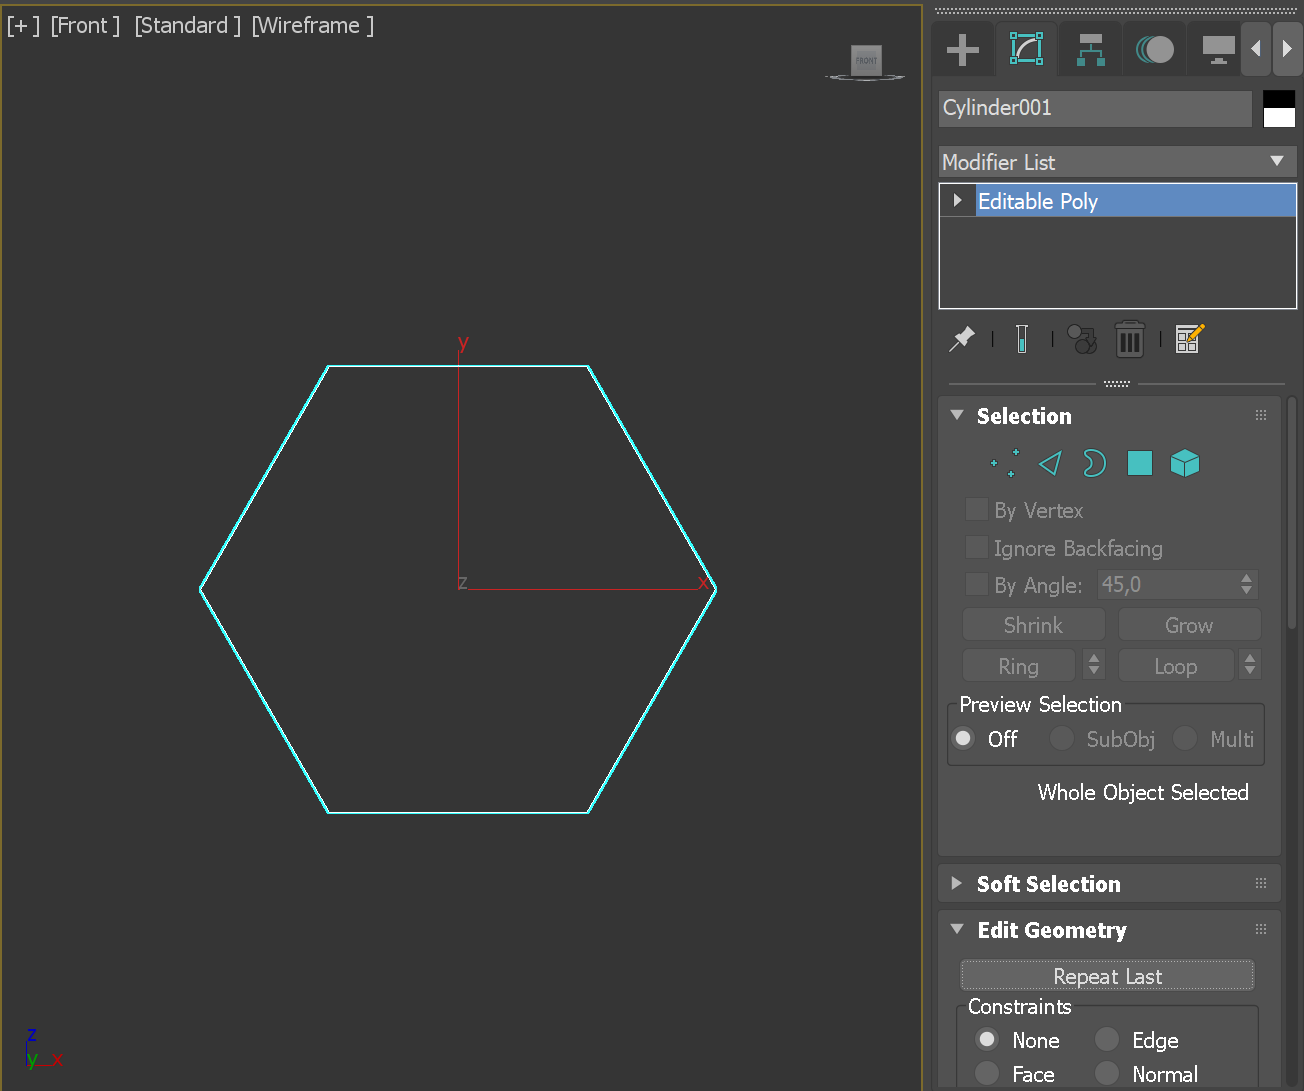 [+ ] [Front ] [Standard ] [Wireframe ]
FRONT
y
z
x
z
y x
Cylinder001
Modifier List
Editable Poly
Selection
By Vertex
Ignore Backfacing
By Angle: 45,0
Shrink Grow
Ring Loop
Preview Selection
Off SubObj Multi
Whole Object Selected
Soft Selection
Edit Geometry
Repeat Last
Constraints
None Edge
Face Normal